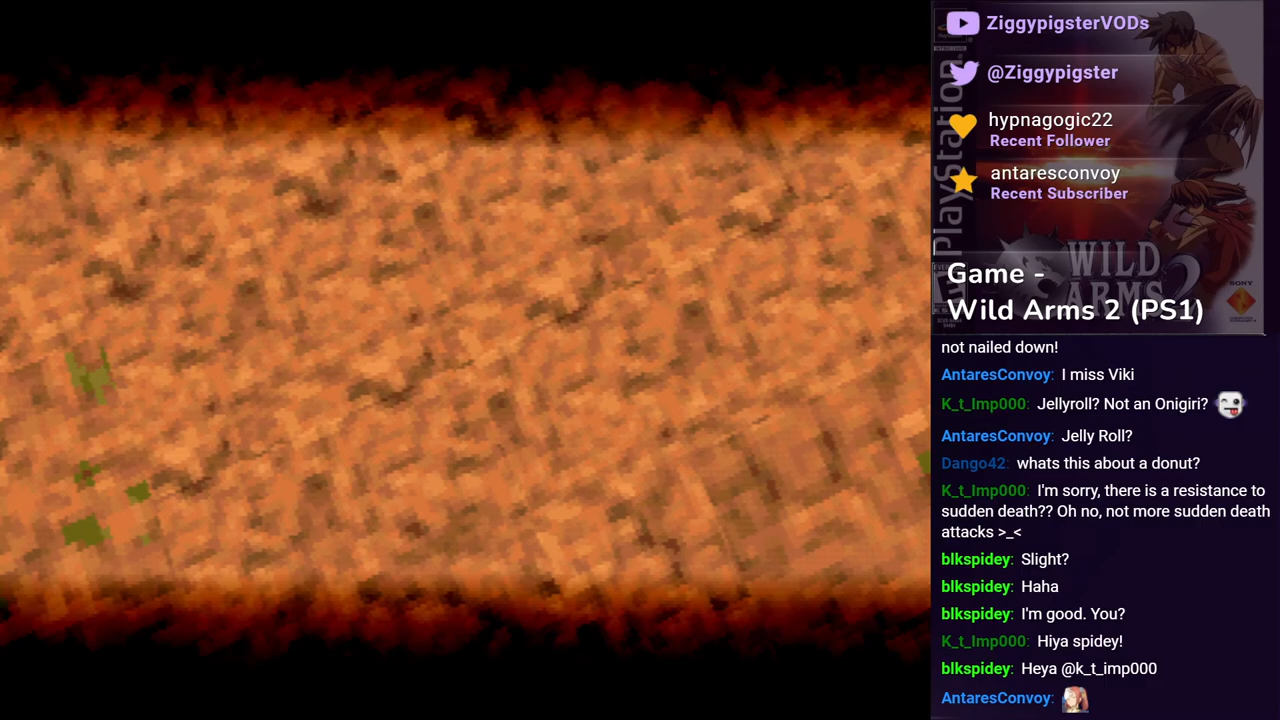 ZiggypigsterVODs
@Ziggypigster
hypnagogic22
Recent Follower
antaresconvoy
Recent Subscriber
PlayStation
WILD
ARMS 2
SONY
Game -
Wild Arms 2 (PS1)
not nailed down!
AntaresConvoy: I miss Viki
K_t_Imp000: Jellyroll? Not an Onigiri?
AntaresConvoy: Jelly Roll?
Dango42: whats this about a donut?
K_t_Imp000: I'm sorry, there is a resistance to
sudden death?? Oh no, not more sudden death
attacks >_<
blkspidey: Slight?
blkspidey: Haha
blkspidey: I'm good. You?
K_t_Imp000: Hiya spidey!
blkspidey: Heya @k_t_imp000
AntaresConvoy: